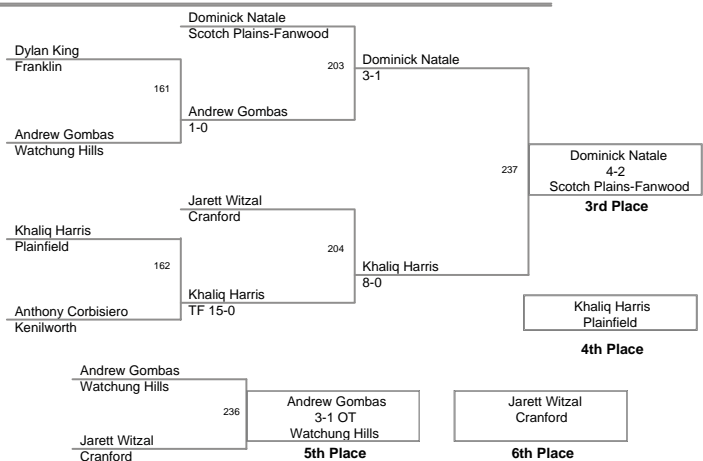 Dominick Natale
Scotch Plains-Fanwood
Dylan King
Franklin
203
Dominick Natale
3-1
161
Andrew Gombas
1-0
Andrew Gombas
Watchung Hills
237
Dominick Natale
4-2
Scotch Plains-Fanwood
3rd Place
Jarett Witzal
Cranford
Khaliq Harris
Plainfield
204
162
Khaliq Harris
8-0
Khaliq Harris
TF 15-0
Anthony Corbisiero
Kenilworth
Khaliq Harris
Plainfield
4th Place
Andrew Gombas
Watchung Hills
236
Andrew Gombas
3-1 OT
Watchung Hills
5th Place
Jarett Witzal
Cranford
6th Place
Jarett Witzal
Cranford